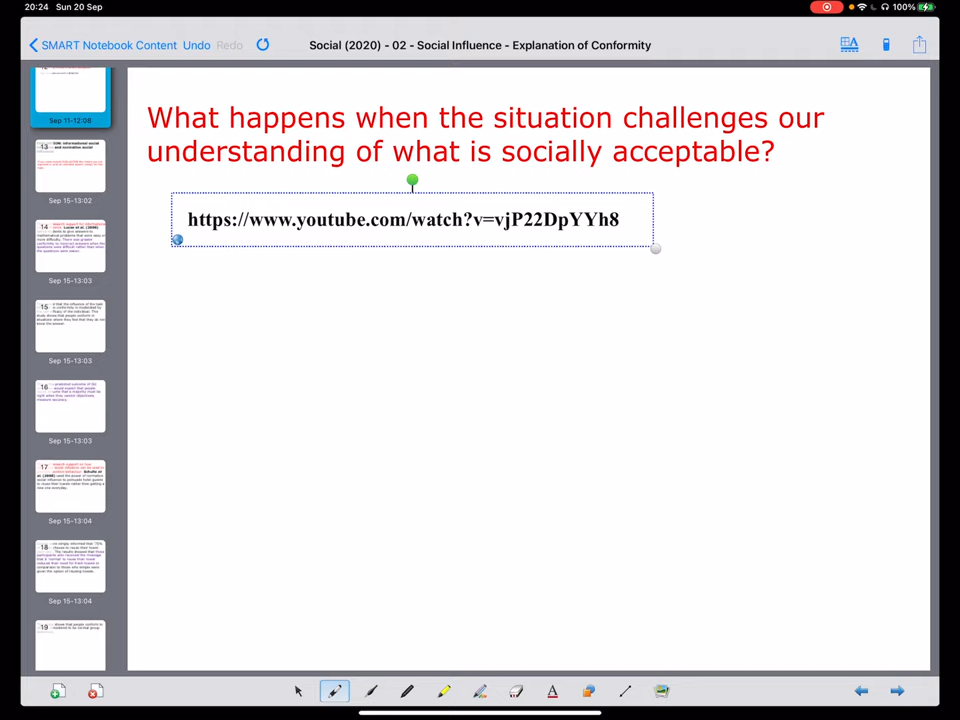 20:24 Sun 20 Sep
100%
SMART Notebook Content Undo Redo
Social (2020) - 02 - Social Influence - Explanation of Conformity
Sep 11-12:08
13
Sep 15-13:02
14
Sep 15-13:03
15
Sep 15-13:03
16
Sep 15-13:03
17
Sep 15-13:04
18
Sep 15-13:04
19
What happens when the situation challenges our
understanding of what is socially acceptable?
https://www.youtube.com/watch?v=vjP22DpYYh8